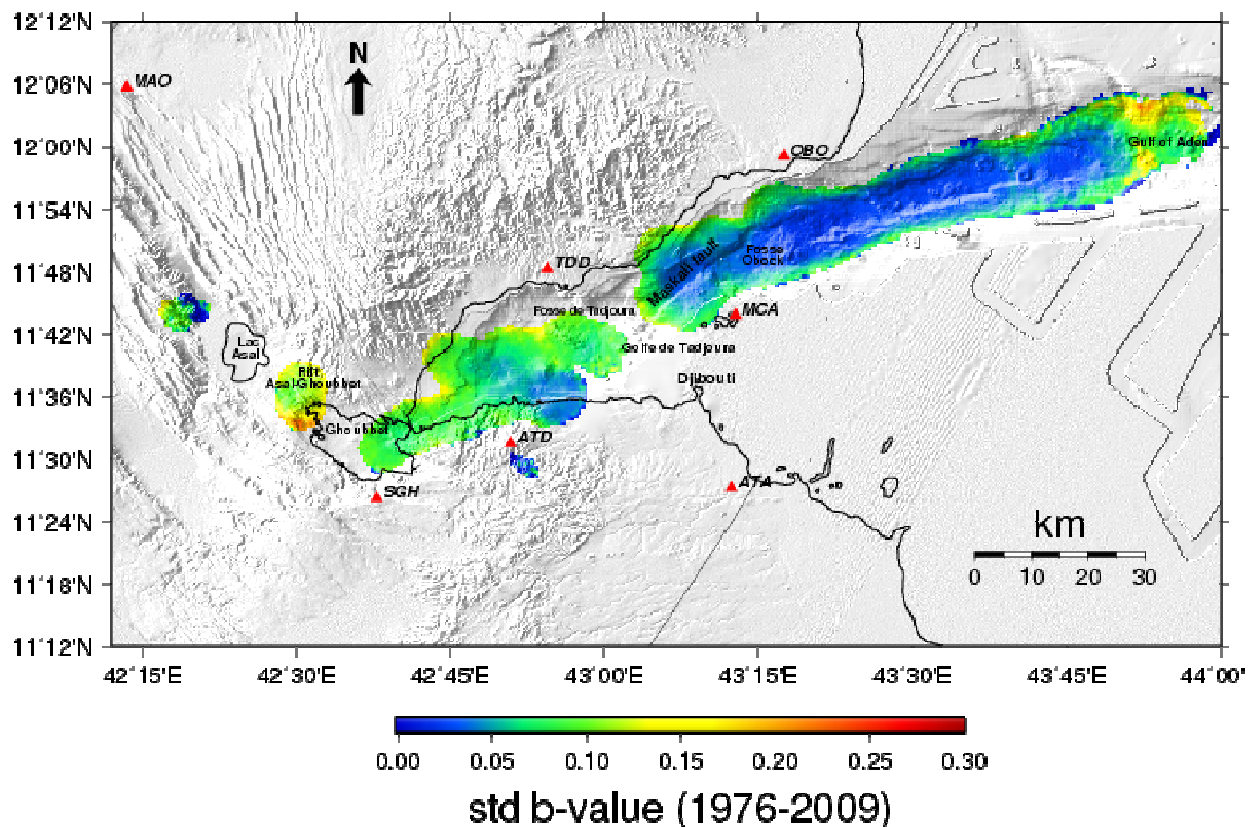 12°12'N
12°06'N
12°00'N
11°54'N
11°48'N
11°42'N
11°36'N
11°30'N
11°24'N
11°18'N
11°12'N
N
MAO
OBO
Gulf of Aden
TDD
Maskali fault
Fosse
Obock
MCA
Fosse de Tadjoura
Golfe de Tadjoura
Lac
Asal
Rift
Asal-Ghoubbet
Djibouti
Ghoubbet
ATD
SGH
ATA
km
0 10 20 30
42°15'E 42°30'E 42°45'E 43°00'E 43°15'E 43°30'E 43°45'E 44°00'
0.00 0.05 0.10 0.15 0.20 0.25 0.30
std b-value (1976-2009)